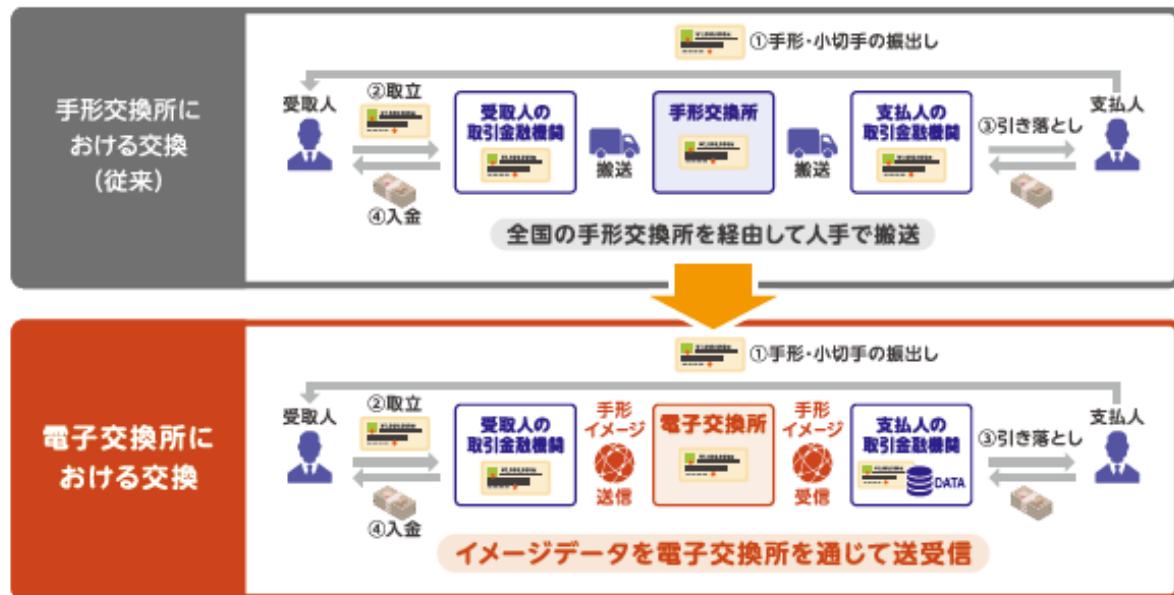 ①手形・小切手の振出し
手形交換所に
おける交換
（従来）
受取人
②取立
④入金
受取人の
取引金融機関
搬送
手形交換所
搬送
支払人の
取引金融機関
③引き落とし
支払人
全国の手形交換所を経由して人手で搬送
①手形・小切手の振出し
電子交換所に
おける交換
受取人
②取立
④入金
受取人の
取引金融機関
手形
イメージ
送信
電子交換所
手形
イメージ
受信
支払人の
取引金融機関
DATA
③引き落とし
支払人
イメージデータを電子交換所を通じて送受信